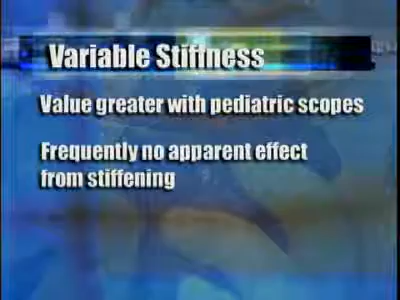 Variable Stiffness
Value greater with pediatric scopes
Frequently no apparent effect
from stiffening